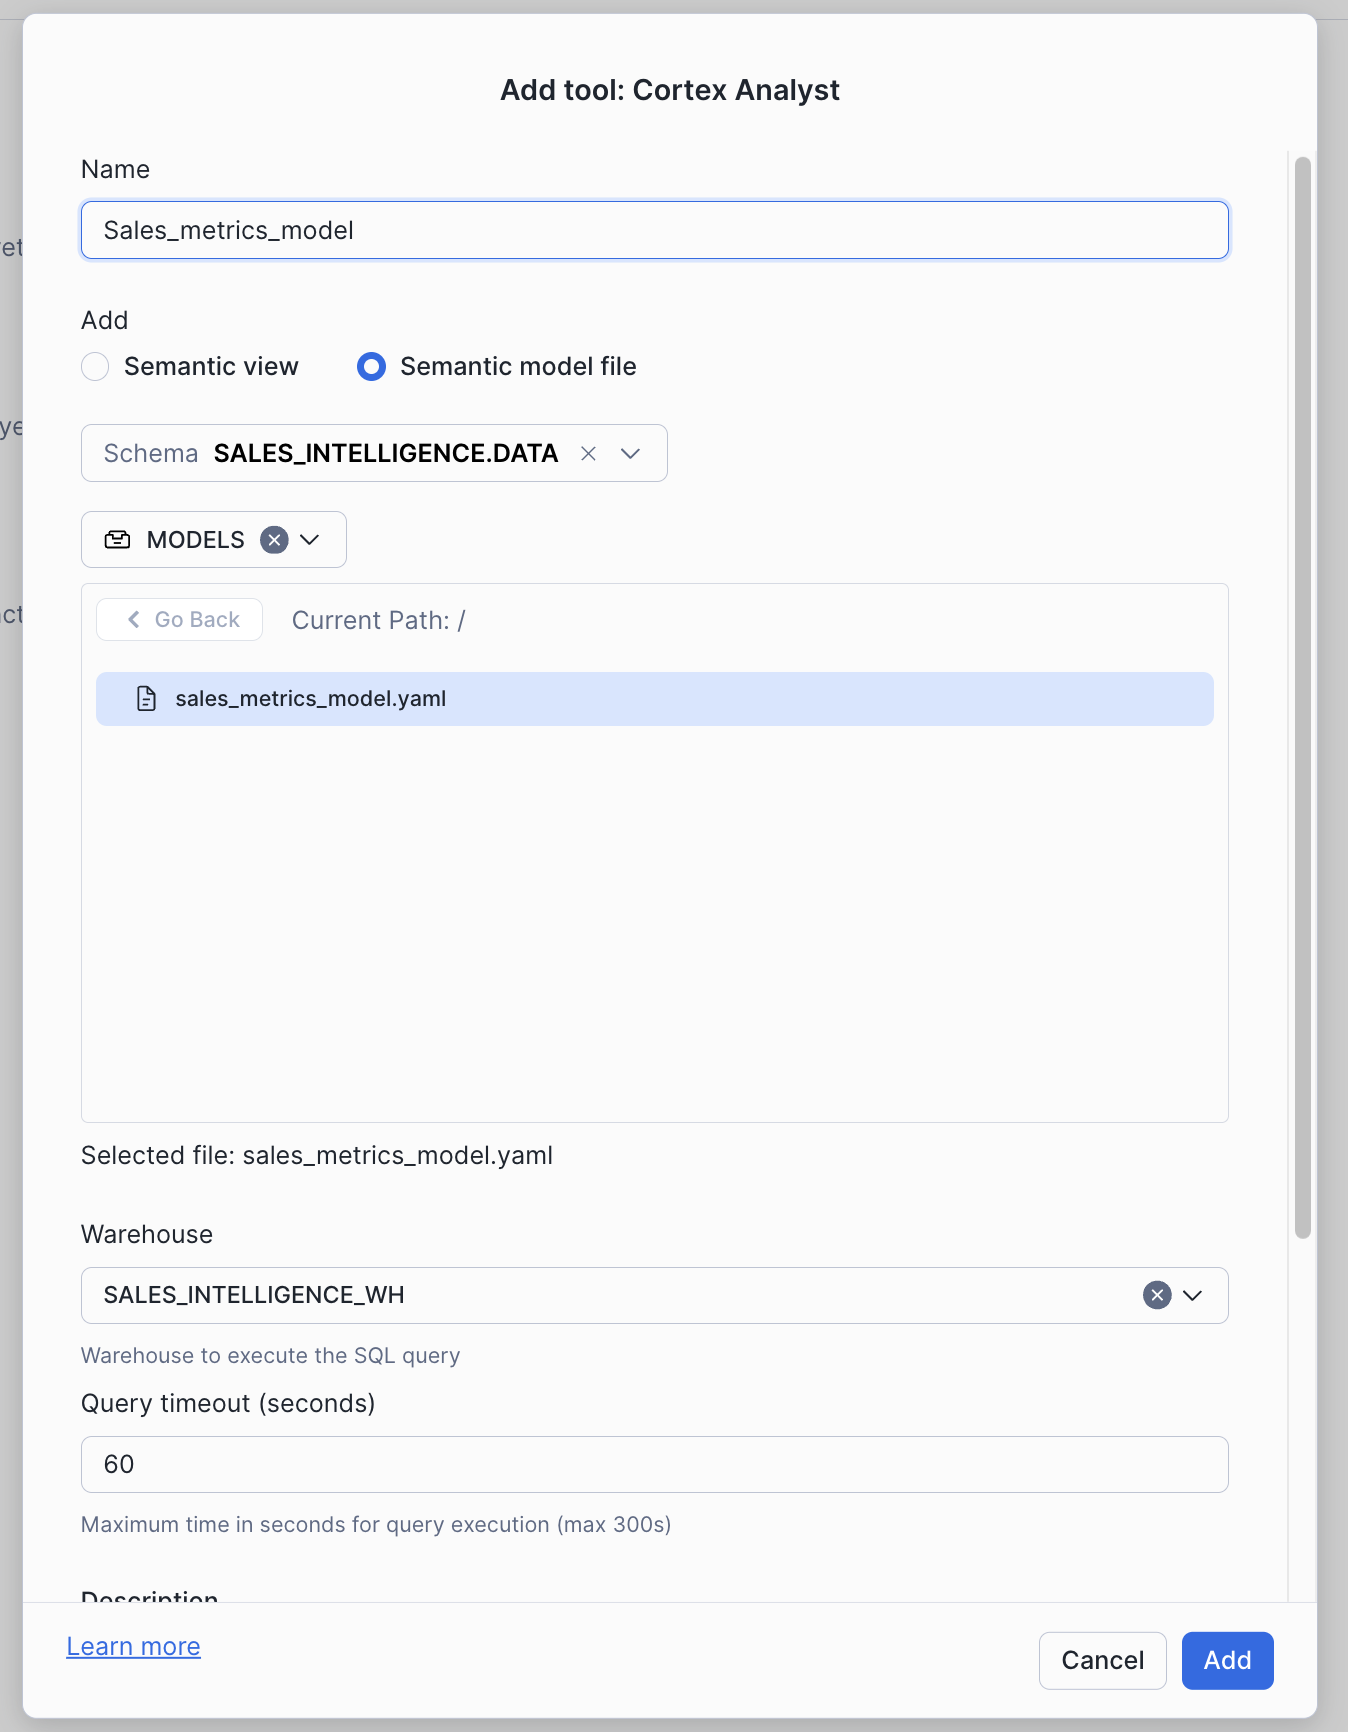 Add tool: Cortex Analyst
Name
Sales_metrics_model
Add
Semantic view Semantic model file
Schema SALES_INTELLIGENCE.DATA
MODELS
Go Back Current Path: /
sales_metrics_model.yaml
Selected file: sales_metrics_model.yaml
Warehouse
SALES_INTELLIGENCE_WH
Warehouse to execute the SQL query
Query timeout (seconds)
60
Maximum time in seconds for query execution (max 300s)
Description
Learn more
Cancel Add